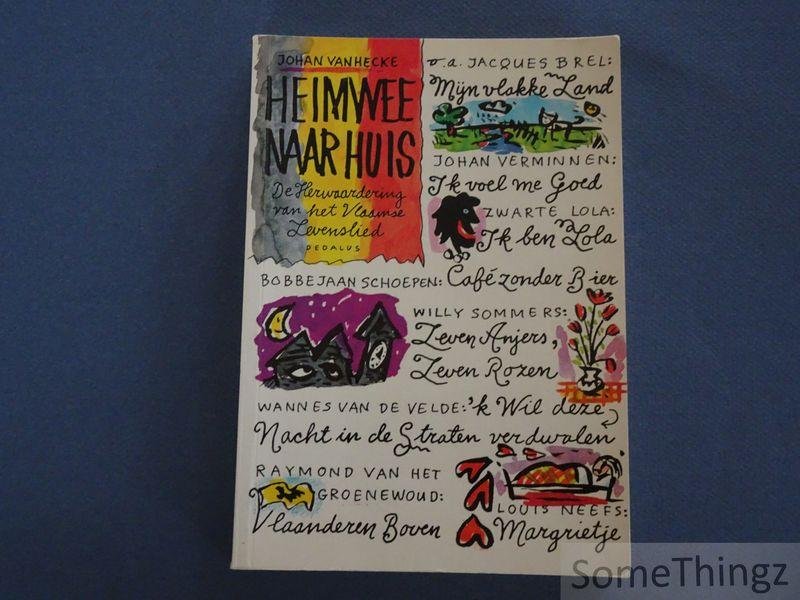 JOHAN VANHECKE
HEIMWEE
NAAR HUIS
De Herwaardering
van het Vlaamse
Levenslied
DEDALUS
o.a. JACQUES BREL:
Mijn vlakke Land
JOHAN VERMINNEN:
Ik voel me Goed
ZWARTE LOLA:
Ik ben Lola
BOBBEJAAN SCHOEPEN: Café zonder Bier
WILLY SOMMERS:
Zeven Anjers,
Zeven Rozen
WANNES VAN DE VELDE: 'k Wil deze
Nacht in de Straten verdwalen
RAYMOND VAN HET
GROENEWOUD:
Vlaanderen Boven
LOUIS NEEFS:
Margrietje
SomeThingz